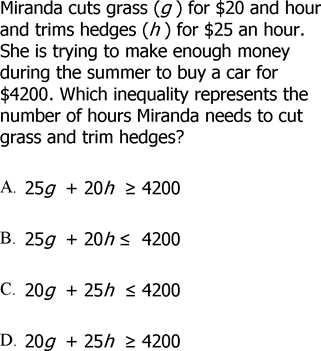 Miranda cuts grass (g) for $20 and hour
and trims hedges (h) for $25 an hour.
She is trying to make enough money
during the summer to buy a car for
$4200. Which inequality represents the
number of hours Miranda needs to cut
grass and trim hedges?
A. 25g + 20h ≥ 4200
B. 25g + 20h ≤ 4200
C. 20g + 25h ≤ 4200
D. 20g + 25h ≥ 4200